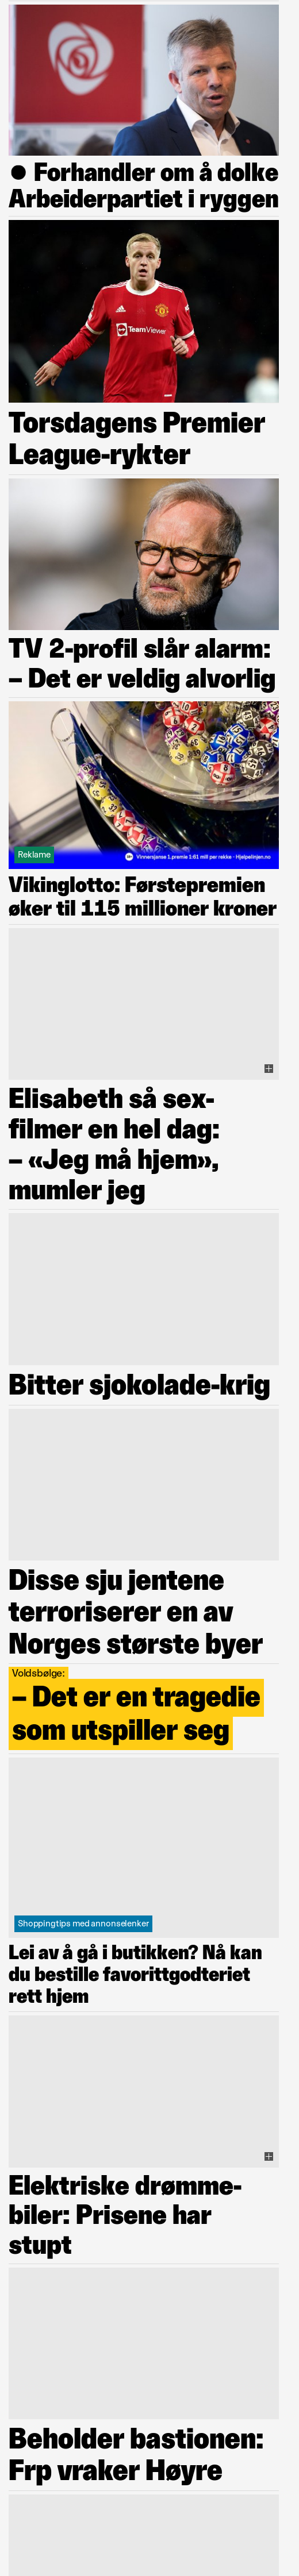 ● Forhandler om å dolke
Arbeiderpartiet i ryggen
TeamViewer
Torsdagens Premier
League-rykter
TV 2-profil slår alarm:
– Det er veldig alvorlig
Reklame
Vinnersjanse 1.premie 1:61 mill per rekke - Hjelpelinjen.no
Vikinglotto: Førstepremien
øker til 115 millioner kroner
Elisabeth så sex-
filmer en hel dag:
– «Jeg må hjem»,
mumler jeg
Bitter sjokolade-krig
Disse sju jentene
terroriserer en av
Norges største byer
Voldsbølge:
– Det er en tragedie
som utspiller seg
Shoppingtips med annonselenker
Lei av å gå i butikken? Nå kan
du bestille favorittgodteriet
rett hjem
Elektriske drømme-
biler: Prisene har
stupt
Beholder bastionen:
Frp vraker Høyre